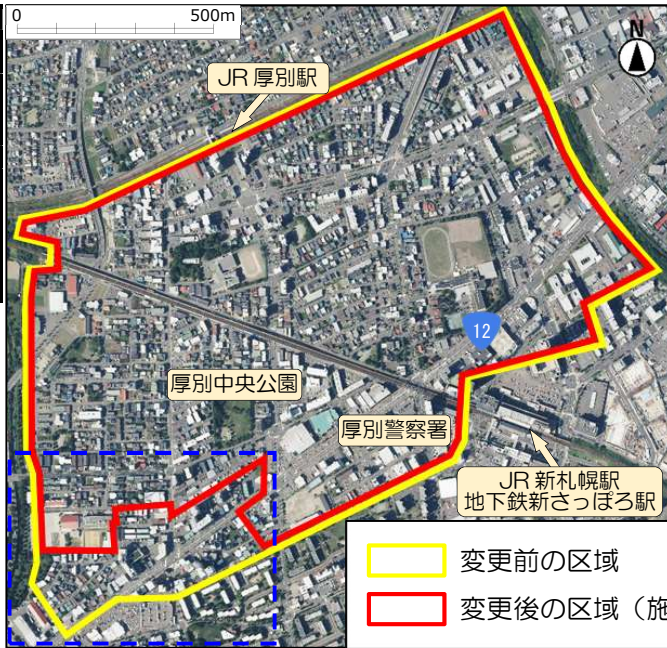 0 500m
N
JR 厚別駅
12
厚別中央公園
厚別警察署
JR 新札幌駅
地下鉄新さっぽろ駅
変更前の区域
変更後の区域（施